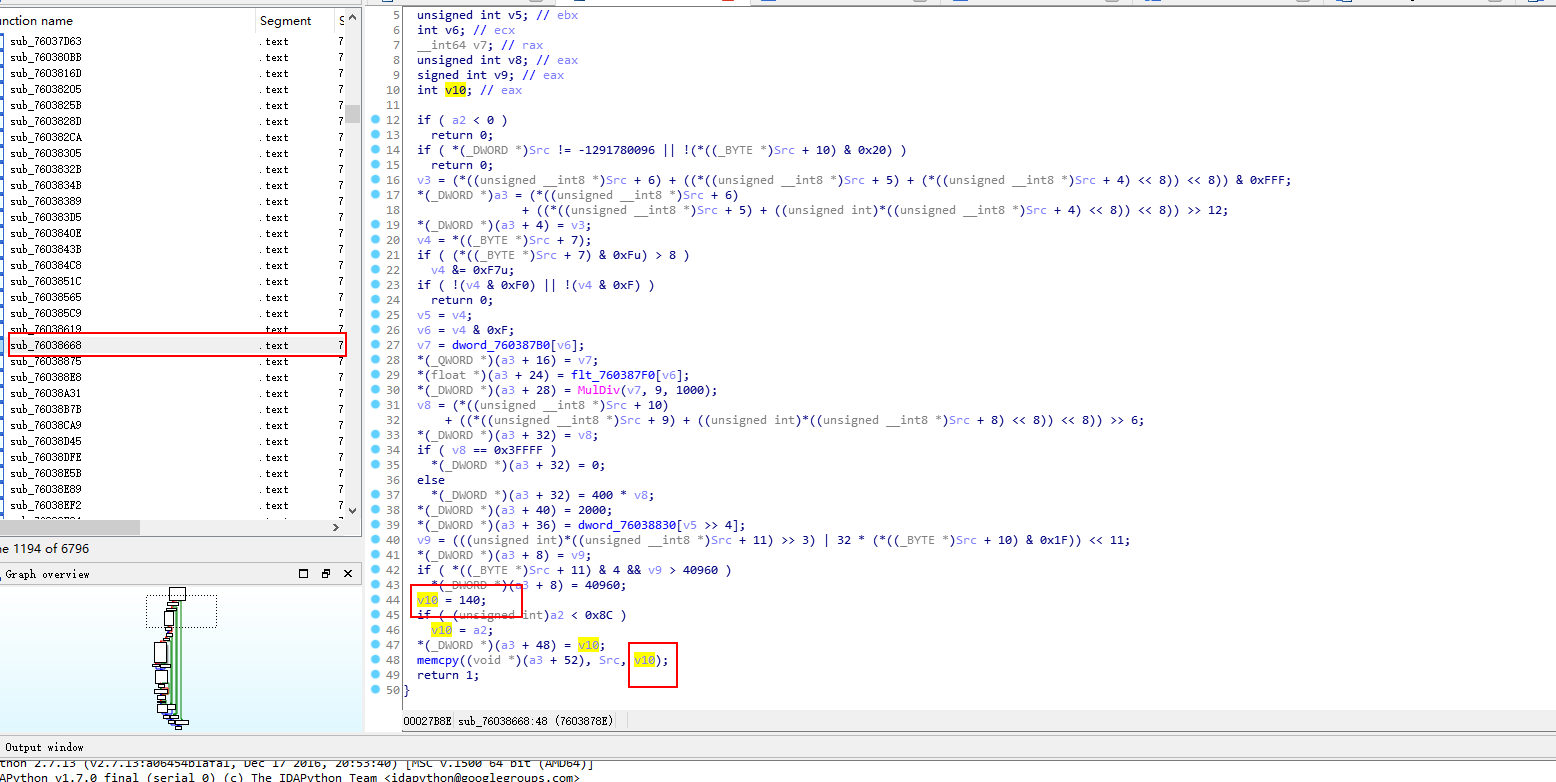 unction name
Segment
S
sub_76037D63 .text 7
sub_760380BB .text 7
sub_7603816D .text 7
sub_76038205 .text 7
sub_7603825B .text 7
sub_7603828D .text 7
sub_760382CA .text 7
sub_76038305 .text 7
sub_7603832B .text 7
sub_7603834B .text 7
sub_76038389 .text 7
sub_760383D5 .text 7
sub_7603840E .text 7
sub_7603843B .text 7
sub_760384C8 .text 7
sub_7603851C .text 7
sub_76038565 .text 7
sub_760385C9 .text 7
sub_76038619 .text 7
sub_76038668 .text 7
sub_76038875 .text 7
sub_760388E8 .text 7
sub_76038A31 .text 7
sub_76038B7B .text 7
sub_76038CA9 .text 7
sub_76038D45 .text 7
sub_76038DFE .text 7
sub_76038E5B .text 7
sub_76038E89 .text 7
sub_76038EF2 .text 7
ne 1194 of 6796
Graph overview
5 unsigned int v5; // ebx
6 int v6; // ecx
7 __int64 v7; // rax
8 unsigned int v8; // eax
9 signed int v9; // eax
10 int v10; // eax
11
12 if ( a2 < 0 )
13 return 0;
14 if ( *(_DWORD *)Src != -1291780096 || !(*((_BYTE *)Src + 10) & 0x20) )
15 return 0;
16 v3 = (*((unsigned __int8 *)Src + 6) + ((*((unsigned __int8 *)Src + 5) + (*((unsigned __int8 *)Src + 4) << 8)) << 8)) & 0xFFF;
17 *(_DWORD *)a3 = (*((unsigned __int8 *)Src + 6)
18 + ((*((unsigned __int8 *)Src + 5) + ((unsigned int)*((unsigned __int8 *)Src + 4) << 8)) << 8)) >> 12;
19 *(_DWORD *)(a3 + 4) = v3;
20 v4 = *((_BYTE *)Src + 7);
21 if ( (*((_BYTE *)Src + 7) & 0xFu) > 8 )
22 v4 &= 0xF7u;
23 if ( !(v4 & 0xF0) || !(v4 & 0xF) )
24 return 0;
25 v5 = v4;
26 v6 = v4 & 0xF;
27 v7 = dword_760387B0[v6];
28 *(_QWORD *)(a3 + 16) = v7;
29 *(float *)(a3 + 24) = flt_760387F0[v6];
30 *(_DWORD *)(a3 + 28) = MulDiv(v7, 9, 1000);
31 v8 = (*((unsigned __int8 *)Src + 10)
32 + ((*((unsigned __int8 *)Src + 9) + ((unsigned int)*((unsigned __int8 *)Src + 8) << 8)) << 8)) >> 6;
33 *(_DWORD *)(a3 + 32) = v8;
34 if ( v8 == 0x3FFFF )
35 *(_DWORD *)(a3 + 32) = 0;
36 else
37 *(_DWORD *)(a3 + 32) = 400 * v8;
38 *(_DWORD *)(a3 + 40) = 2000;
39 *(_DWORD *)(a3 + 36) = dword_76038830[v5 >> 4];
40 v9 = (((unsigned int)*((unsigned __int8 *)Src + 11) >> 3) | 32 * (*((_BYTE *)Src + 10) & 0x1F)) << 11;
41 *(_DWORD *)(a3 + 8) = v9;
42 if ( *((_BYTE *)Src + 11) & 4 && v9 > 40960 )
43 *(_DWORD *)(a3 + 8) = 40960;
44 v10 = 140;
45 if ( (unsigned int)a2 < 0x8C )
46 v10 = a2;
47 *(_DWORD *)(a3 + 48) = v10;
48 memcpy((void *)(a3 + 52), Src, v10);
49 return 1;
50 }
00027B8E sub_76038668:48 (7603878E)
Output window
thon 2.7.13 (v2.7.13:a06454b1afa1, Dec 17 2016, 20:53:40) [MSC v.1500 64 bit (AMD64)]
APython v1.7.0 final (serial 0) (c) The IDAPython Team <idapython@googlegroups.com>